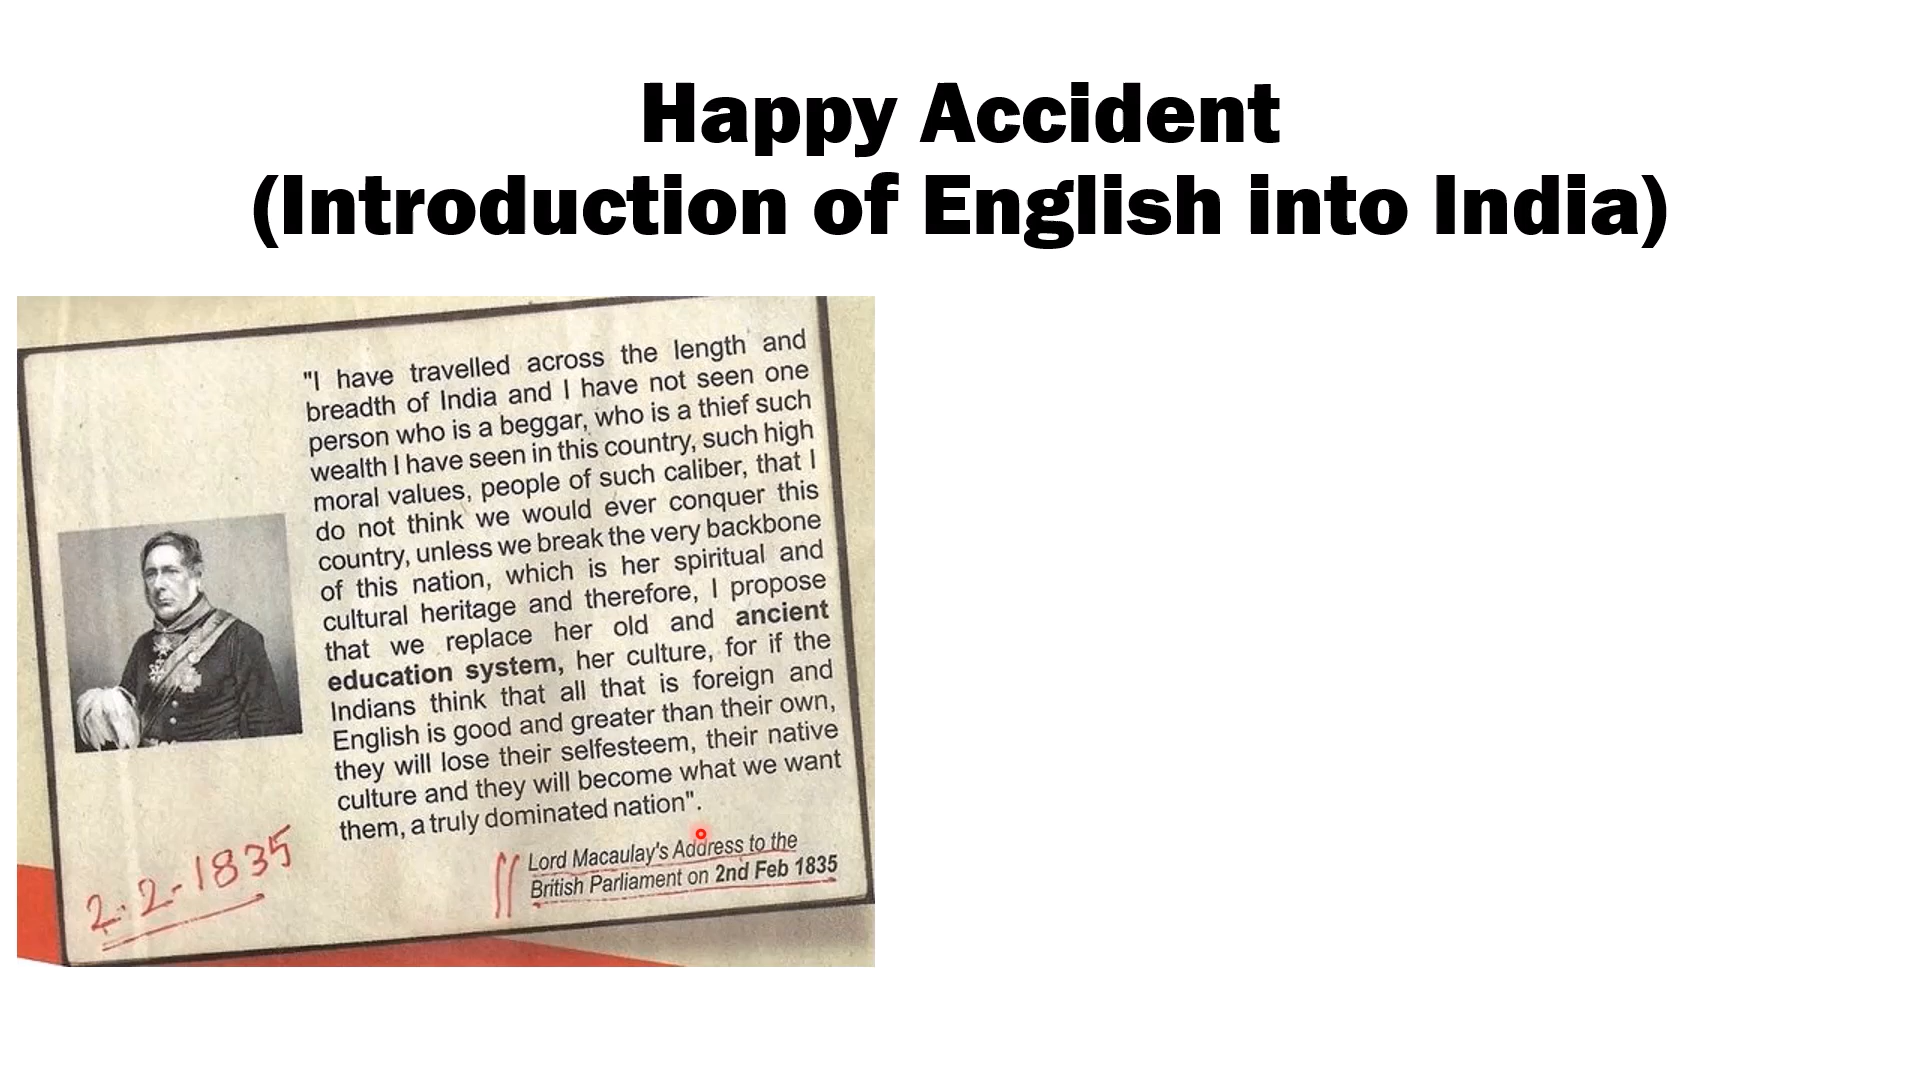 Happy Accident
(Introduction of English into India)
"I have travelled across the length and
breadth of India and I have not seen one
person who is a beggar, who is a thief such
wealth I have seen in this country, such high
moral values, people of such caliber, that I
do not think we would ever conquer this
country, unless we break the very backbone
of this nation, which is her spiritual and
cultural heritage and therefore, I propose
that we replace her old and ancient
education system, her culture, for if the
Indians think that all that is foreign and
English is good and greater than their own,
they will lose their selfesteem, their native
culture and they will become what we want
them, a truly dominated nation".
Lord Macaulay's Address to the
British Parliament on 2nd Feb 1835
2.2-1835